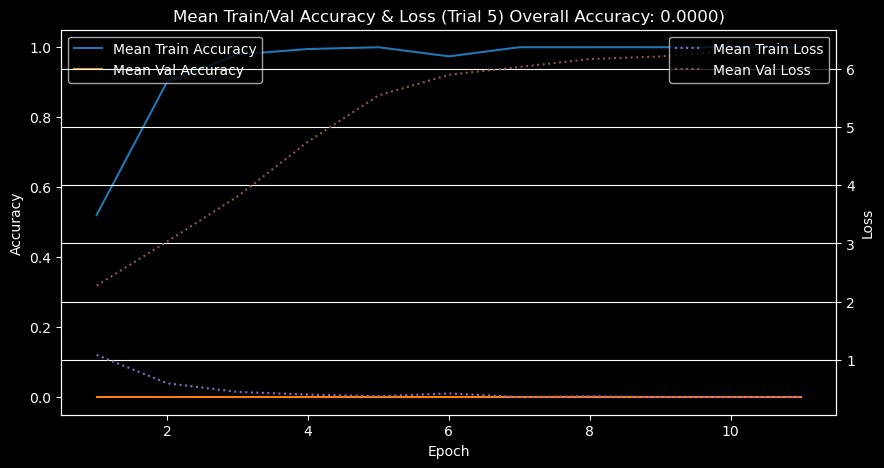 Mean Train/Val Accuracy & Loss (Trial 5) Overall Accuracy: 0.0000)
Mean Train Accuracy
Mean Val Accuracy
Mean Train Loss
Mean Val Loss
1.0
0.8
0.6
0.4
0.2
0.0
Accuracy
6
5
4
3
2
1
Loss
2 4 6 8 10
Epoch